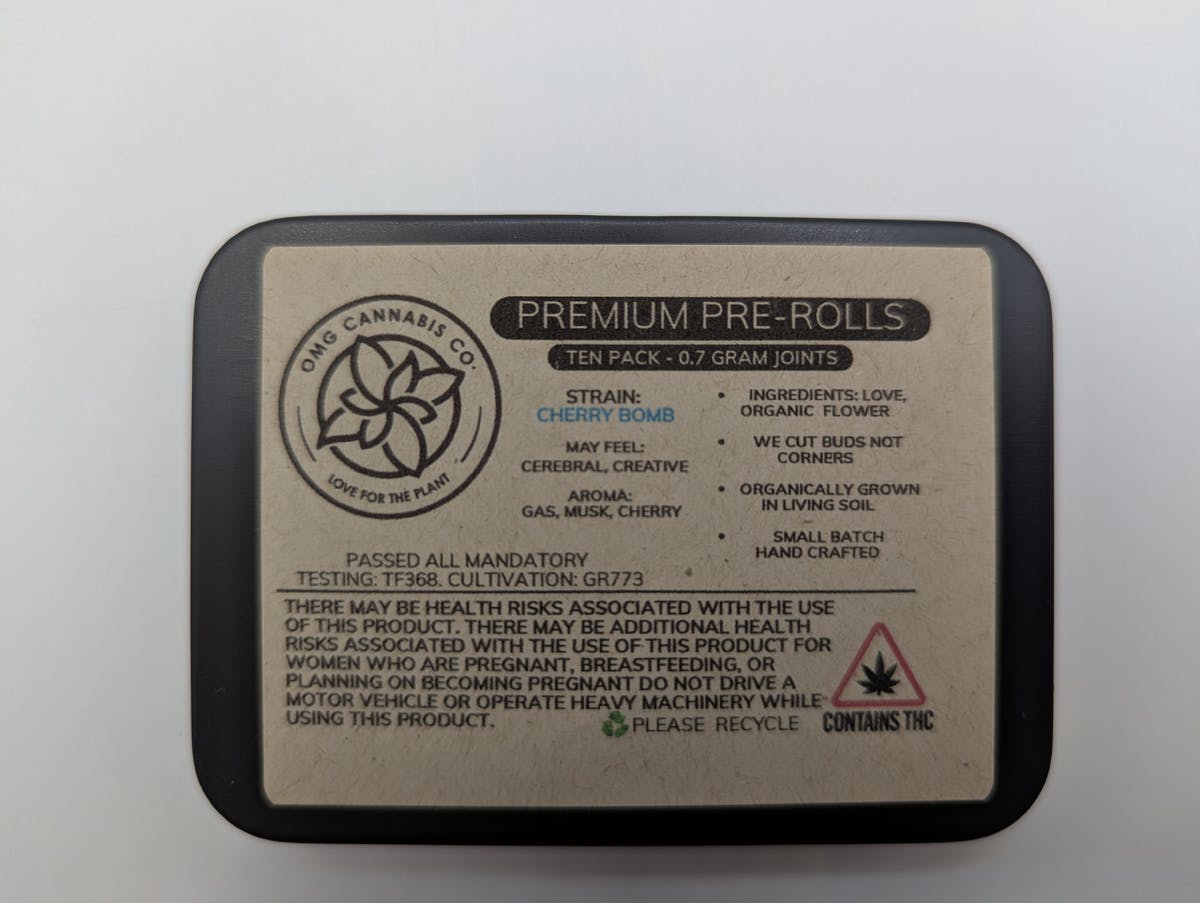 OMG CANNABIS CO.
LOVE FOR THE PLANT
PREMIUM PRE-ROLLS
TEN PACK - 0.7 GRAM JOINTS
STRAIN:
CHERRY BOMB
MAY FEEL:
CEREBRAL, CREATIVE
AROMA:
GAS, MUSK, CHERRY
• INGREDIENTS: LOVE,
ORGANIC FLOWER
• WE CUT BUDS NOT
CORNERS
• ORGANICALLY GROWN
IN LIVING SOIL
• SMALL BATCH
HAND CRAFTED
PASSED ALL MANDATORY
TESTING: TF368. CULTIVATION: GR773
THERE MAY BE HEALTH RISKS ASSOCIATED WITH THE USE
OF THIS PRODUCT. THERE MAY BE ADDITIONAL HEALTH
RISKS ASSOCIATED WITH THE USE OF THIS PRODUCT FOR
WOMEN WHO ARE PREGNANT, BREASTFEEDING, OR
PLANNING ON BECOMING PREGNANT DO NOT DRIVE A
MOTOR VEHICLE OR OPERATE HEAVY MACHINERY WHILE
USING THIS PRODUCT.
PLEASE RECYCLE
CONTAINS THC